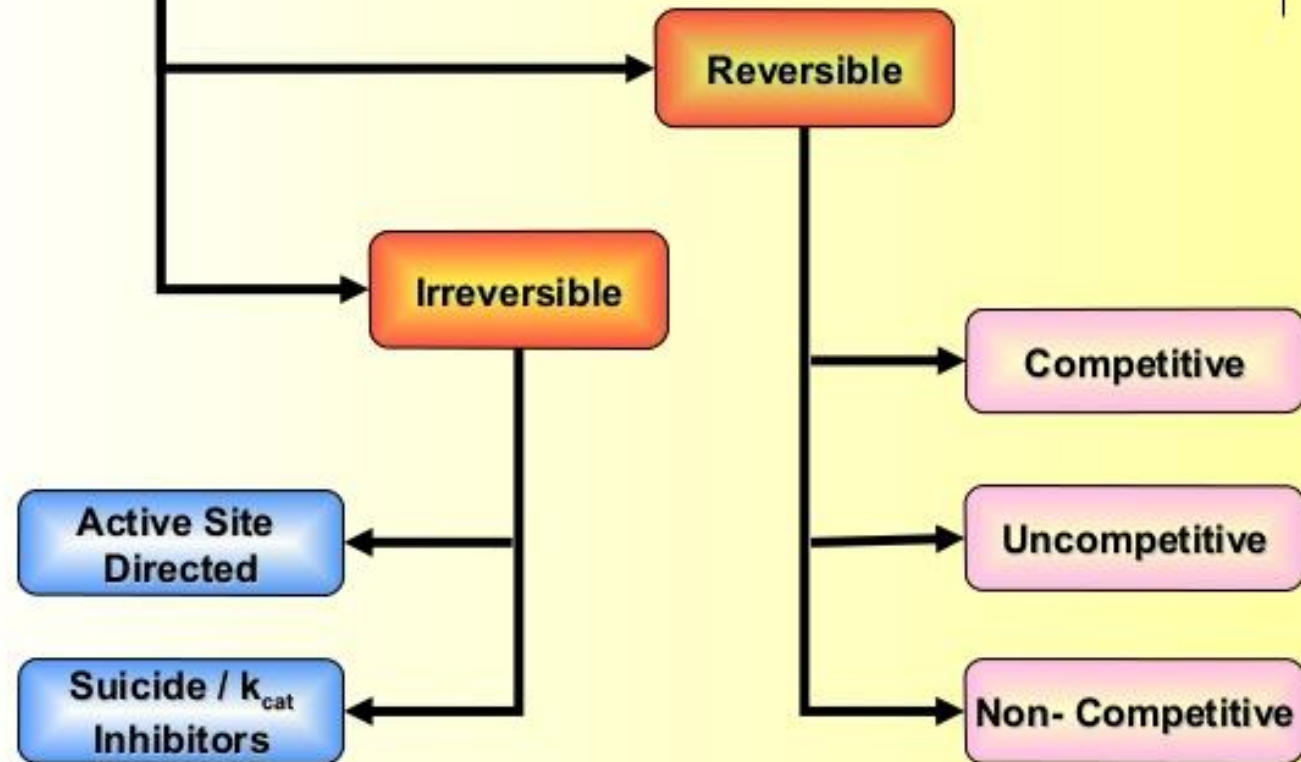 Reversible
Irreversible
Competitive
Active Site
Directed
Uncompetitive
Suicide / kcat
Inhibitors
Non- Competitive